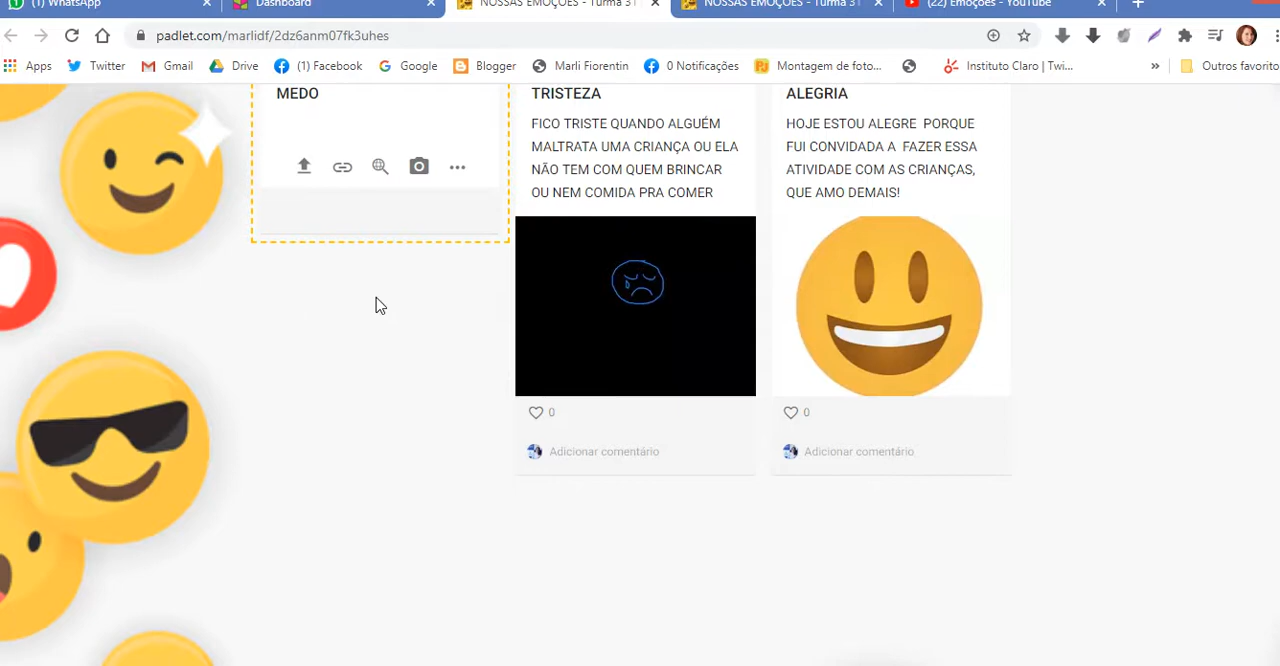 (1) WhatsApp
Dashboard
NOSSAS EMOÇÕES - Turma 31
NOSSAS EMOÇÕES - Turma 31
(22) Emoções - YouTube
padlet.com/marlidf/2dz6anm07fk3uhes
Apps
Twitter
Gmail
Drive
(1) Facebook
Google
Blogger
Marli Fiorentin
0 Notificações
Montagem de foto...
Instituto Claro | Twi...
»
Outros favorito
MEDO
TRISTEZA
FICO TRISTE QUANDO ALGUÉM
MALTRATA UMA CRIANÇA OU ELA
NÃO TEM COM QUEM BRINCAR
OU NEM COMIDA PRA COMER
0
Adicionar comentário
ALEGRIA
HOJE ESTOU ALEGRE PORQUE
FUI CONVIDADA A FAZER ESSA
ATIVIDADE COM AS CRIANÇAS,
QUE AMO DEMAIS!
0
Adicionar comentário